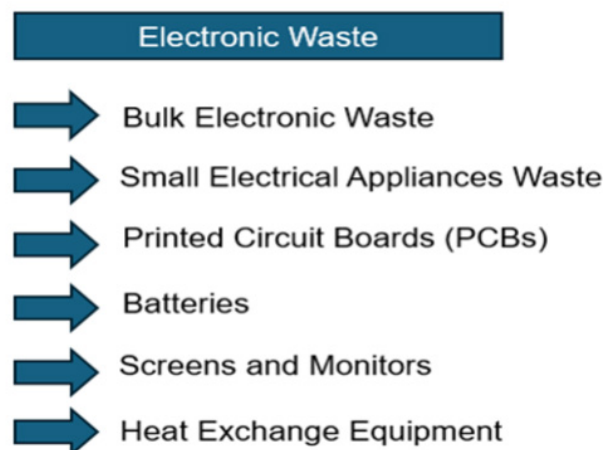 Electronic Waste
Bulk Electronic Waste
Small Electrical Appliances Waste
Printed Circuit Boards (PCBs)
Batteries
Screens and Monitors
Heat Exchange Equipment